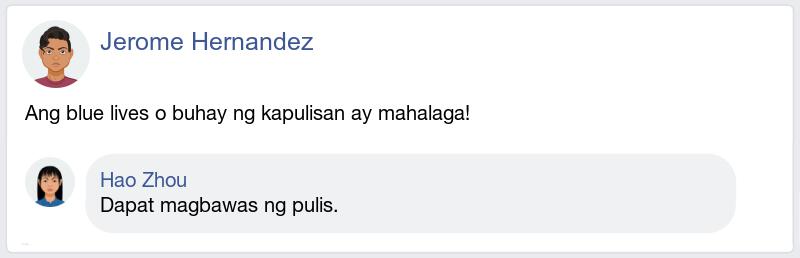 Jerome Hernandez
Ang blue lives o buhay ng kapulisan ay mahalaga!
Hao Zhou
Dapat magbawas ng pulis.